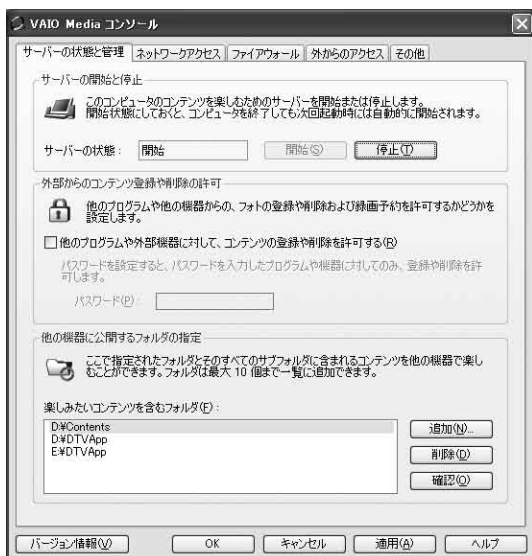 VAIO Media コンソール
サーバーの状態と管理 ネットワークアクセス ファイアウォール 外からのアクセス その他
サーバーの開始と停止
このコンピュータのコンテンツを楽しむためのサーバーを開始または停止します。
開始状態にしておくと、コンピュータを終了しても次回起動時には自動的に開始されます。
サーバーの状態： 開始 開始(S) 停止(T)
外部からのコンテンツ登録や削除の許可
他のプログラムや他の機器からの、フォトの登録や削除および録画予約を許可するかどうかを
設定します。
他のプログラムや外部機器に対して、コンテンツの登録や削除を許可する(R)
パスワードを設定すると、パスワードを入力したプログラムや機器に対してのみ、登録や削除を許
可します。
パスワード(P):
他の機器に公開するフォルダの指定
ここで指定されたフォルダとそのすべてのサブフォルダに含まれるコンテンツを他の機器で楽し
むことができます。フォルダは最大 10 個まで一覧に追加できます。
楽しみたいコンテンツを含むフォルダ(F):
D:¥Contents
D:¥DTVApp
E:¥DTVApp
追加(N)...
削除(D)
確認(O)
バージョン情報(V) OK キャンセル 適用(A) ヘルプ